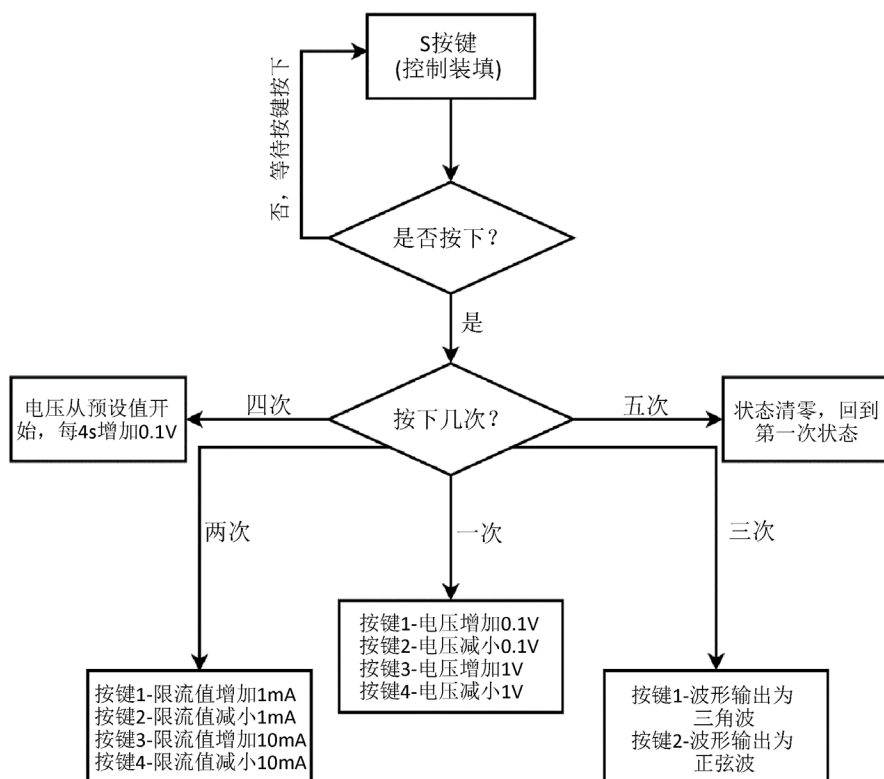 S按键
(控制装填)
否，等待按键按下
是否按下？
是
按下几次？
四次
五次
电压从预设值开
始，每4s增加0.1V
状态清零，回到
第一次状态
两次
一次
三次
按键1-电压增加0.1V
按键2-电压减小0.1V
按键3-电压增加1V
按键4-电压减小1V
按键1-限流值增加1mA
按键2-限流值减小1mA
按键3-限流值增加10mA
按键4-限流值减小10mA
按键1-波形输出为
三角波
按键2-波形输出为
正弦波